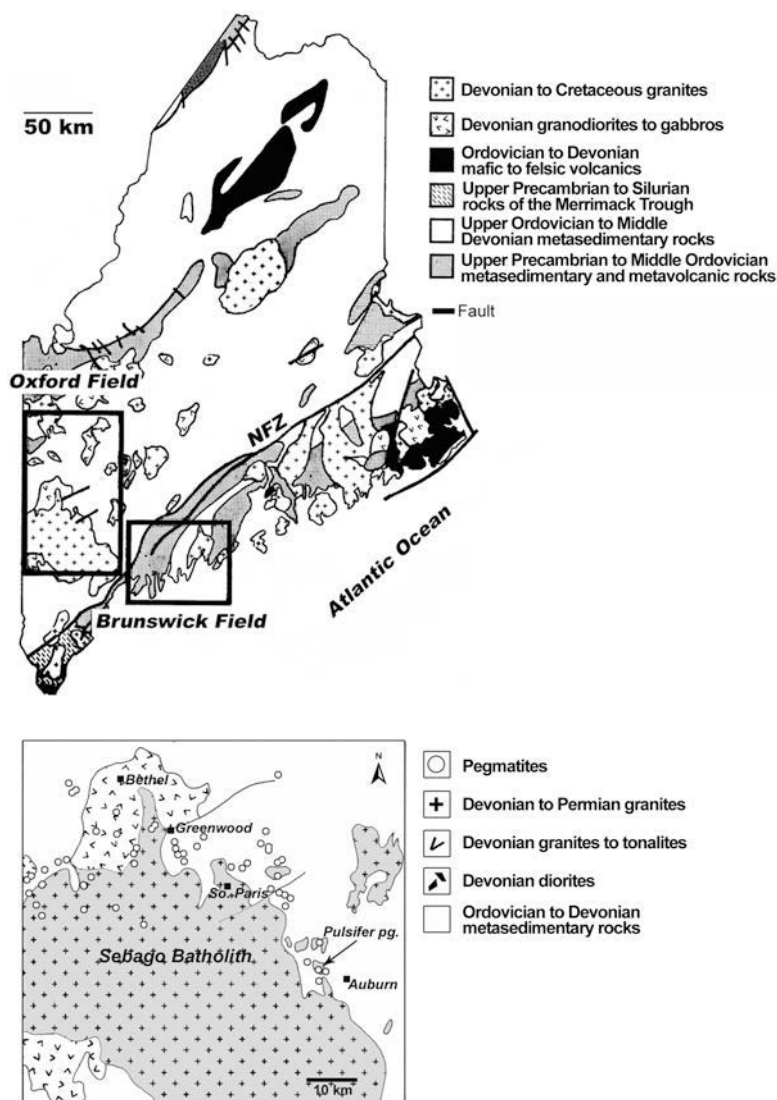 50 km
Devonian to Cretaceous granites
Devonian granodiorites to gabbros
Ordovician to Devonian
mafic to felsic volcanics
Upper Precambrian to Silurian
rocks of the Merrimack Trough
Upper Ordovician to Middle
Devonian metasedimentary rocks
Upper Precambrian to Middle Ordovician
metasedimentary and metavolcanic rocks
Fault
Oxford Field
NFZ
Atlantic Ocean
Brunswick Field
N
Bethel
Greenwood
So. Paris
Pulsifer pg.
Sebago Batholith
Auburn
10 km
Pegmatites
Devonian to Permian granites
Devonian granites to tonalites
Devonian diorites
Ordovician to Devonian
metasedimentary rocks